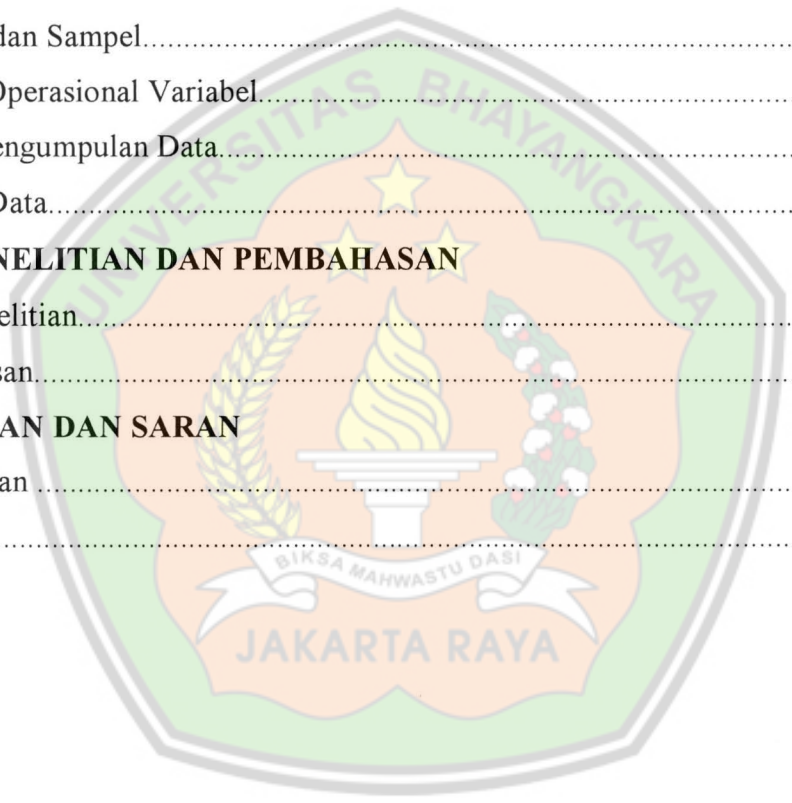 dan Sampel
Operasional Variabel
engumpulan Data
Data
NELITIAN DAN PEMBAHASAN
elitian
san
AN DAN SARAN
an
UNIVERSITAS BHAYANGKARA
BIKSA MAHWASTU DASI
JAKARTA RAYA